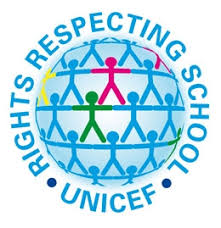 RIGHTS RESPECTING SCHOOL
UNICEF